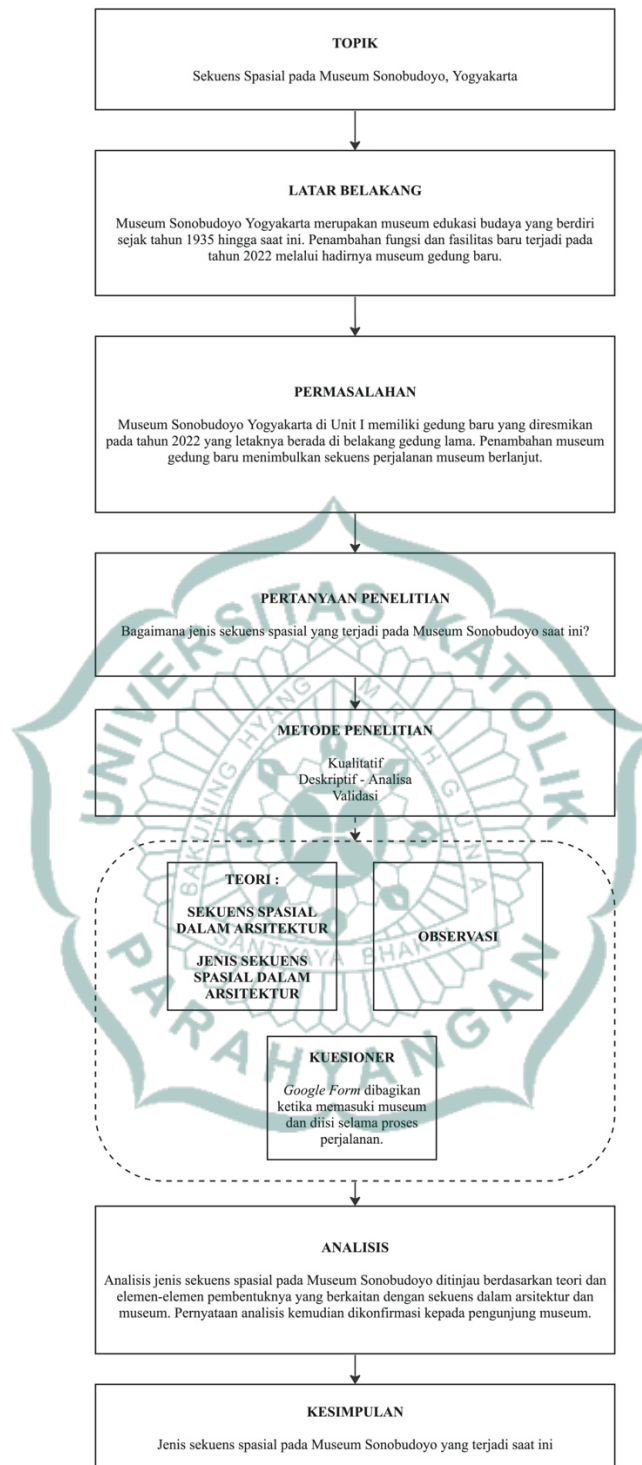 TOPIK
Sekuens Spasial pada Museum Sonobudoyo, Yogyakarta
LATAR BELAKANG
Museum Sonobudoyo Yogyakarta merupakan museum edukasi budaya yang berdiri
sejak tahun 1935 hingga saat ini. Penambahan fungsi dan fasilitas baru terjadi pada
tahun 2022 melalui hadirnya museum gedung baru.
PERMASALAHAN
Museum Sonobudoyo Yogyakarta di Unit I memiliki gedung baru yang diresmikan
pada tahun 2022 yang letaknya berada di belakang gedung lama. Penambahan museum
gedung baru menimbulkan sekuens perjalanan museum berlanjut.
PERTANYAAN PENELITIAN
Bagaimana jenis sekuens spasial yang terjadi pada Museum Sonobudoyo saat ini?
METODE PENELITIAN
Kualitatif
Deskriptif - Analisa
Validasi
TEORI :
SEKUENS SPASIAL
DALAM ARSITEKTUR
JENIS SEKUENS
SPASIAL DALAM
ARSITEKTUR
OBSERVASI
KUESIONER
Google Form dibagikan
ketika memasuki museum
dan diisi selama proses
perjalanan.
ANALISIS
Analisis jenis sekuens spasial pada Museum Sonobudoyo ditinjau berdasarkan teori dan
elemen-elemen pembentuknya yang berkaitan dengan sekuens dalam arsitektur dan
museum. Pernyataan analisis kemudian dikonfirmasi kepada pengunjung museum.
KESIMPULAN
Jenis sekuens spasial pada Museum Sonobudoyo yang terjadi saat ini
UNIVERSITAS KATOLIK
PARAHYANGAN
BAKUNING HYANG
SANTYAYA BHAKTI